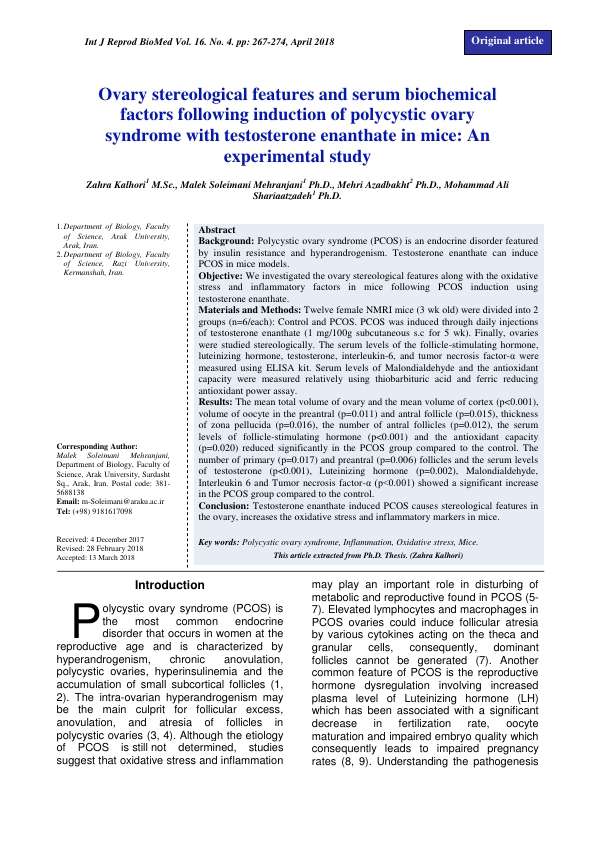 Int J Reprod BioMed Vol. 16. No. 4. pp: 267-274, April 2018
Original article
Ovary stereological features and serum biochemical
factors following induction of polycystic ovary
syndrome with testosterone enanthate in mice: An
experimental study
Zahra Kalhori1 M.Sc., Malek Soleimani Mehranjani1 Ph.D., Mehri Azadbakht2 Ph.D., Mohammad Ali
Shariaatzadeh1 Ph.D.
1.Department of Biology, Faculty
of Science, Arak University,
Arak, Iran.
2.Department of Biology, Faculty
of Science, Razi University,
Kermanshah, Iran.
Corresponding Author:
Malek Soleimani Mehranjani,
Department of Biology, Faculty of
Science, Arak University, Sardasht
Sq., Arak, Iran. Postal code: 381-
5688138
Email: m-Soleimani@araku.ac.ir
Tel: (+98) 9181617098
Received: 4 December 2017
Revised: 28 February 2018
Accepted: 13 March 2018
Abstract
Background: Polycystic ovary syndrome (PCOS) is an endocrine disorder featured
by insulin resistance and hyperandrogenism. Testosterone enanthate can induce
PCOS in mice models.
Objective: We investigated the ovary stereological features along with the oxidative
stress and inflammatory factors in mice following PCOS induction using
testosterone enanthate.
Materials and Methods: Twelve female NMRI mice (3 wk old) were divided into 2
groups (n=6/each): Control and PCOS. PCOS was induced through daily injections
of testosterone enanthate (1 mg/100g subcutaneous s.c for 5 wk). Finally, ovaries
were studied stereologically. The serum levels of the follicle-stimulating hormone,
luteinizing hormone, testosterone, interleukin-6, and tumor necrosis factor-α were
measured using ELISA kit. Serum levels of Malondialdehyde and the antioxidant
capacity were measured relatively using thiobarbituric acid and ferric reducing
antioxidant power assay.
Results: The mean total volume of ovary and the mean volume of cortex (p<0.001),
volume of oocyte in the preantral (p=0.011) and antral follicle (p=0.015), thickness
of zona pellucida (p=0.016), the number of antral follicles (p=0.012), the serum
levels of follicle-stimulating hormone (p<0.001) and the antioxidant capacity
(p=0.020) reduced significantly in the PCOS group compared to the control. The
number of primary (p=0.017) and preantral (p=0.006) follicles and the serum levels
of testosterone (p<0.001), Luteinizing hormone (p=0.002), Malondialdehyde,
Interleukin 6 and Tumor necrosis factor-α (p<0.001) showed a significant increase
in the PCOS group compared to the control.
Conclusion: Testosterone enanthate induced PCOS causes stereological features in
the ovary, increases the oxidative stress and inflammatory markers in mice.
Key words: Polycystic ovary syndrome, Inflammation, Oxidative stress, Mice.
This article extracted from Ph.D. Thesis. (Zahra Kalhori)
Introduction
Polycystic ovary syndrome (PCOS) is
the most common endocrine
disorder that occurs in women at the
reproductive age and is characterized by
hyperandrogenism, chronic anovulation,
polycystic ovaries, hyperinsulinemia and the
accumulation of small subcortical follicles (1,
2). The intra-ovarian hyperandrogenism may
be the main culprit for follicular excess,
anovulation, and atresia of follicles in
polycystic ovaries (3, 4). Although the etiology
of PCOS is still not determined, studies
suggest that oxidative stress and inflammation
may play an important role in disturbing of
metabolic and reproductive found in PCOS (5-
7). Elevated lymphocytes and macrophages in
PCOS ovaries could induce follicular atresia
by various cytokines acting on the theca and
granular cells, consequently, dominant
follicles cannot be generated (7). Another
common feature of PCOS is the reproductive
hormone dysregulation involving increased
plasma level of Luteinizing hormone (LH)
which has been associated with a significant
decrease in fertilization rate, oocyte
maturation and impaired embryo quality which
consequently leads to impaired pregnancy
rates (8, 9). Understanding the pathogenesis